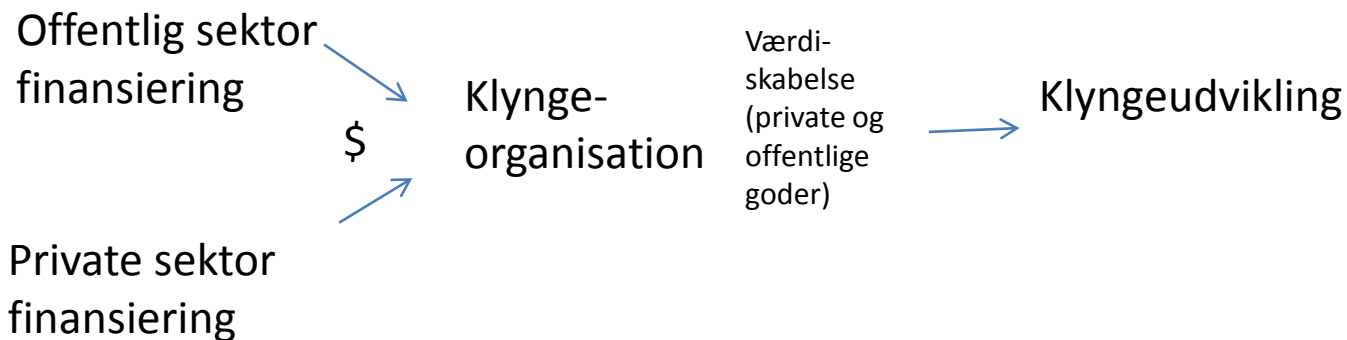 Offentlig sektor
finansiering
$
Private sektor
finansiering
Klynge-
organisation
Værdi-
skabelse
(private og
offentlige
goder)
Klyngeudvikling